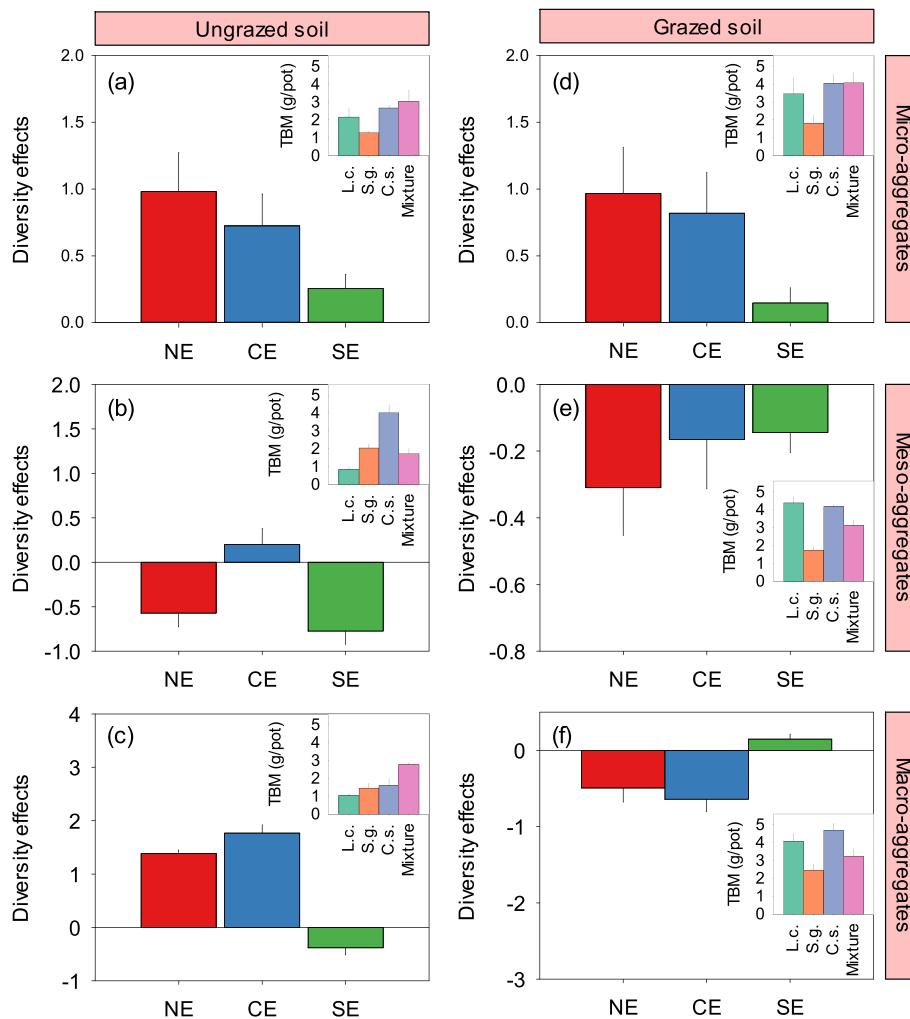 Ungrazed soil
Grazed soil
(a)
Diversity effects
2.0
1.5
1.0
0.5
0.0
NE CE SE
TBM (g/pot)
5
4
3
2
1
0
L.c. S.g. C.s. Mixture
(d)
Diversity effects
2.0
1.5
1.0
0.5
0.0
NE CE SE
TBM (g/pot)
5
4
3
2
1
0
L.c. S.g. C.s. Mixture
Micro-aggregates
(b)
Diversity effects
2.0
1.5
1.0
0.5
0.0
-0.5
-1.0
NE CE SE
TBM (g/pot)
5
4
3
2
1
0
L.c. S.g. C.s. Mixture
(e)
Diversity effects
0.0
-0.2
-0.4
-0.6
-0.8
NE CE SE
TBM (g/pot)
5
4
3
2
1
0
L.c. S.g. C.s. Mixture
Meso-aggregates
(c)
Diversity effects
4
3
2
1
0
-1
NE CE SE
TBM (g/pot)
5
4
3
2
1
0
L.c. S.g. C.s. Mixture
(f)
Diversity effects
0
-1
-2
-3
NE CE SE
TBM (g/pot)
5
4
3
2
1
0
L.c. S.g. C.s. Mixture
Macro-aggregates